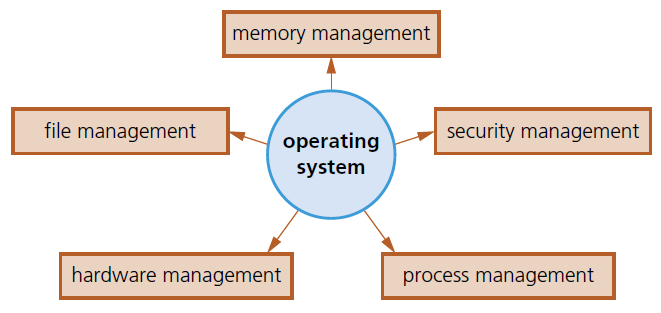 memory management
file management
operating
system
security management
hardware management
process management